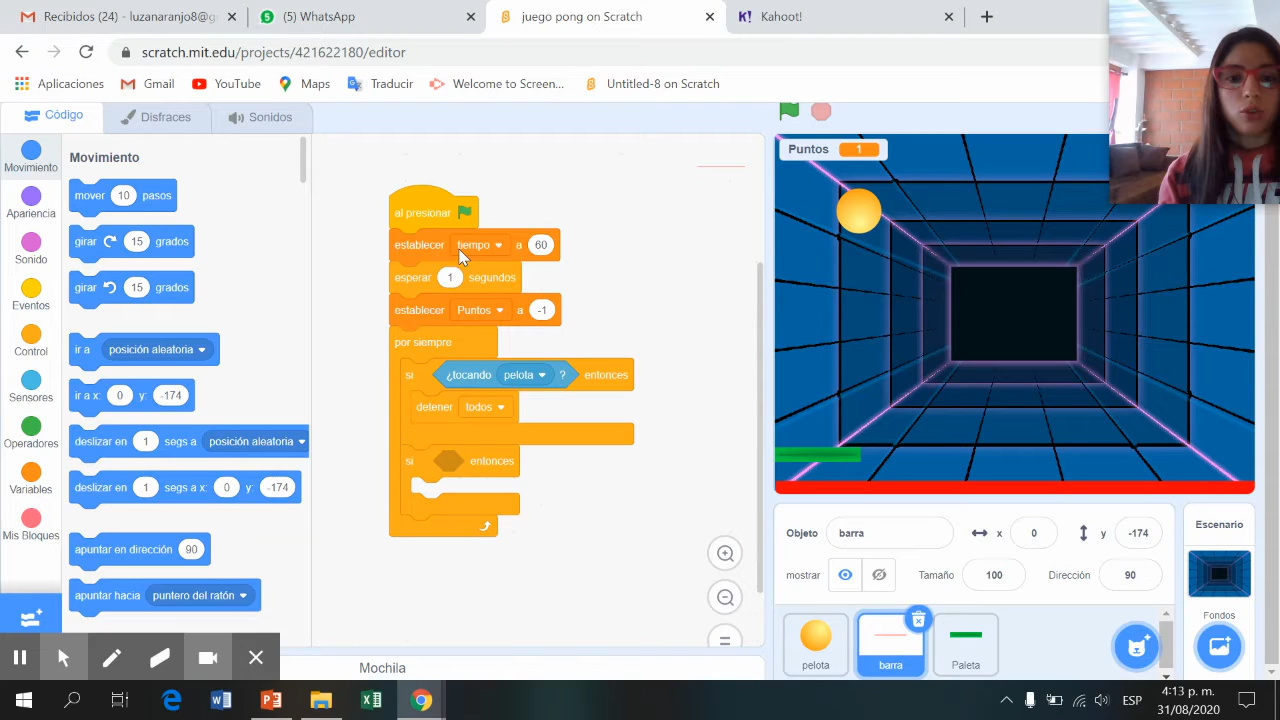 Recibidos (24) - luzanaranjo8@g
(5) WhatsApp
juego pong on Scratch
Kahoot!
scratch.mit.edu/projects/421622180/editor
Aplicaciones
Gmail
YouTube
Maps
Traducir
Welcome to Screen...
Untitled-8 on Scratch
Código
Disfraces
Sonidos
Movimiento
Apariencia
Sonido
Eventos
Control
Sensores
Operadores
Variables
Mis Bloques
Movimiento
mover 10 pasos
girar 15 grados
girar 15 grados
ir a posición aleatoria
ir a x: 0 y: -174
deslizar en 1 segs a posición aleatoria
deslizar en 1 segs a x: 0 y: -174
apuntar en dirección 90
apuntar hacia puntero del ratón
al presionar
establecer tiempo a 60
esperar 1 segundos
establecer Puntos a -1
por siempre
si ¿tocando pelota ? entonces
detener todos
si entonces
Puntos 1
Objeto barra x 0 y -174
mostrar Tamaño 100 Dirección 90
pelota
barra
Paleta
Escenario
Fondos
Mochila
ESP
4:13 p. m.
31/08/2020